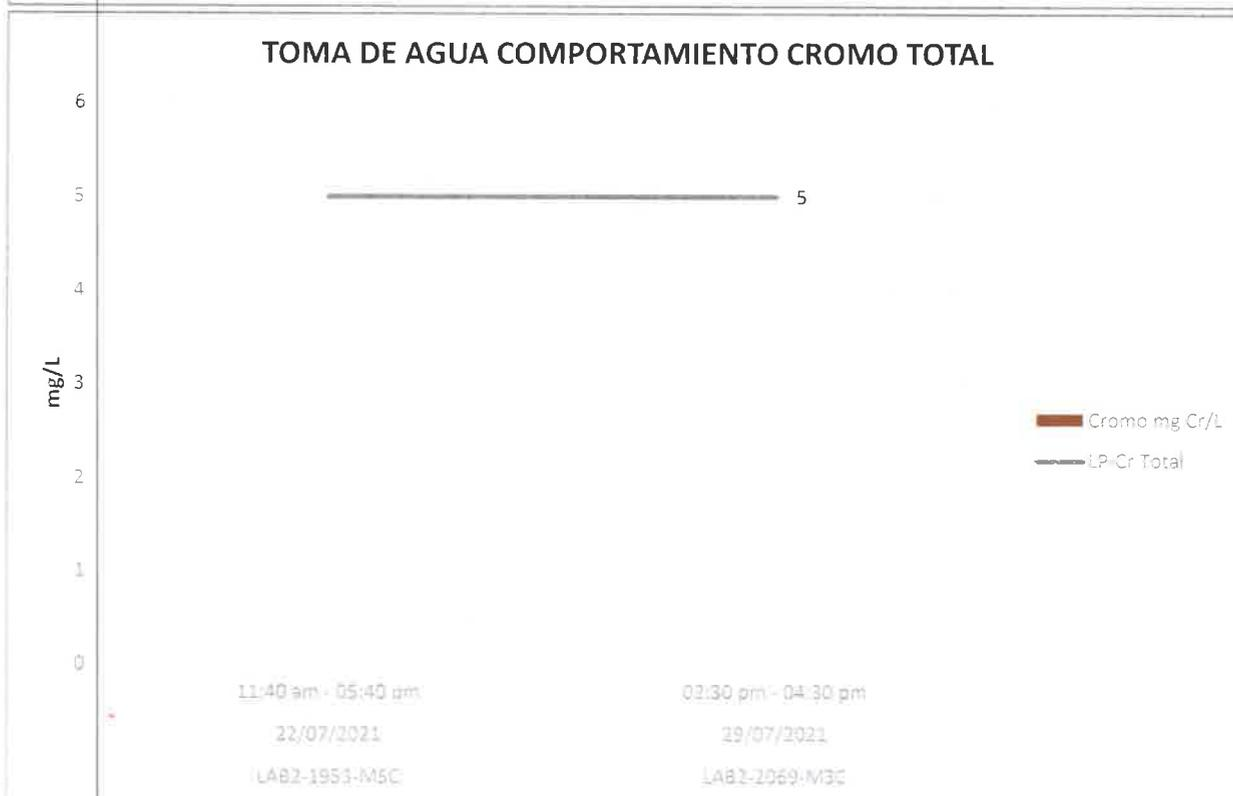 TOMA DE AGUA COMPORTAMIENTO CROMO TOTAL
6
5
5
4
mg/L
3
Cromo mg Cr/L
LP-Cr Total
2
1
0
11:40 am - 05:40 pm
02:30 pm - 04:30 pm
22/07/2021
29/07/2021
LAB2-1953-M5C
LAB2-2069-M3C